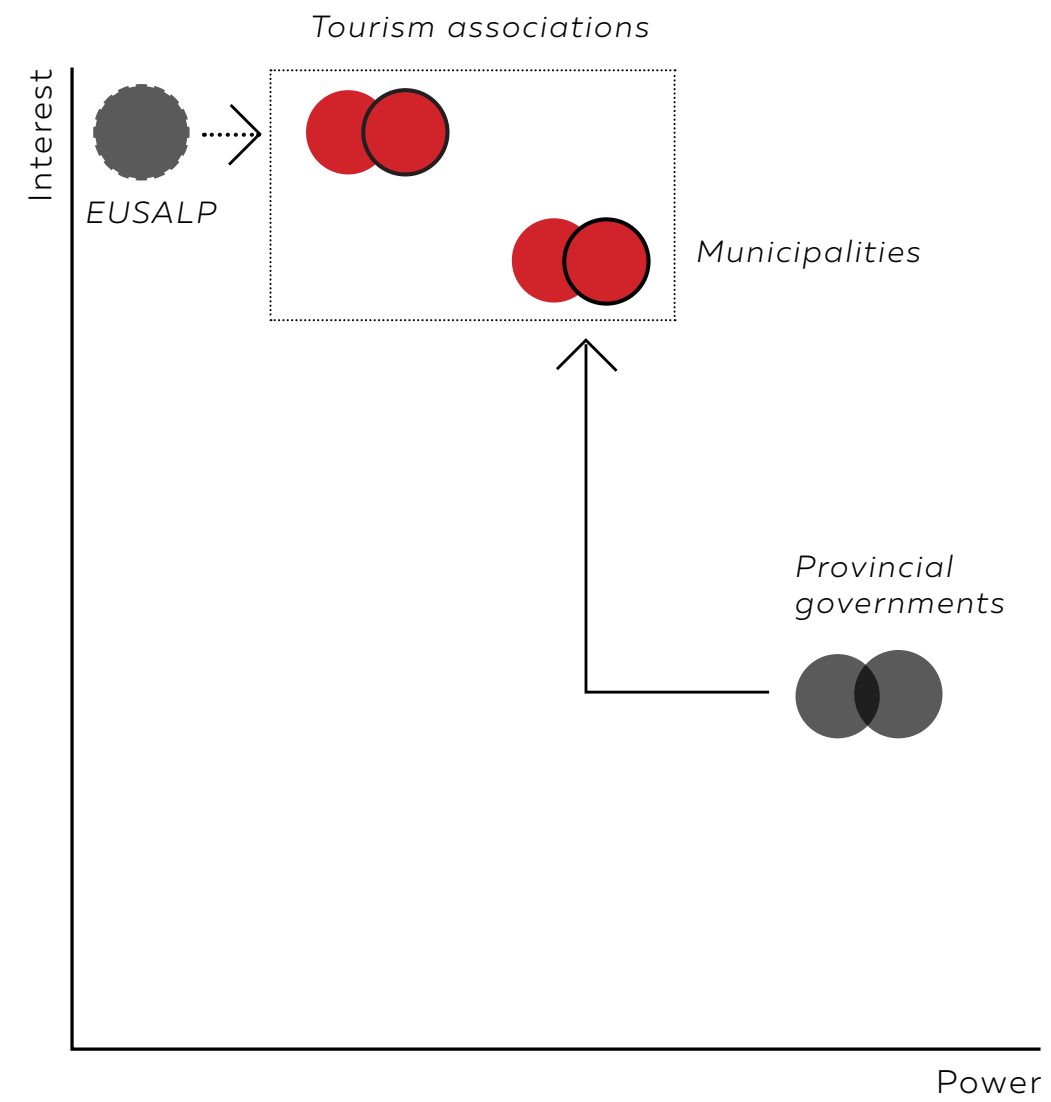 Tourism associations
Interest
EUSALP
Municipalities
Provincial
governments
Power